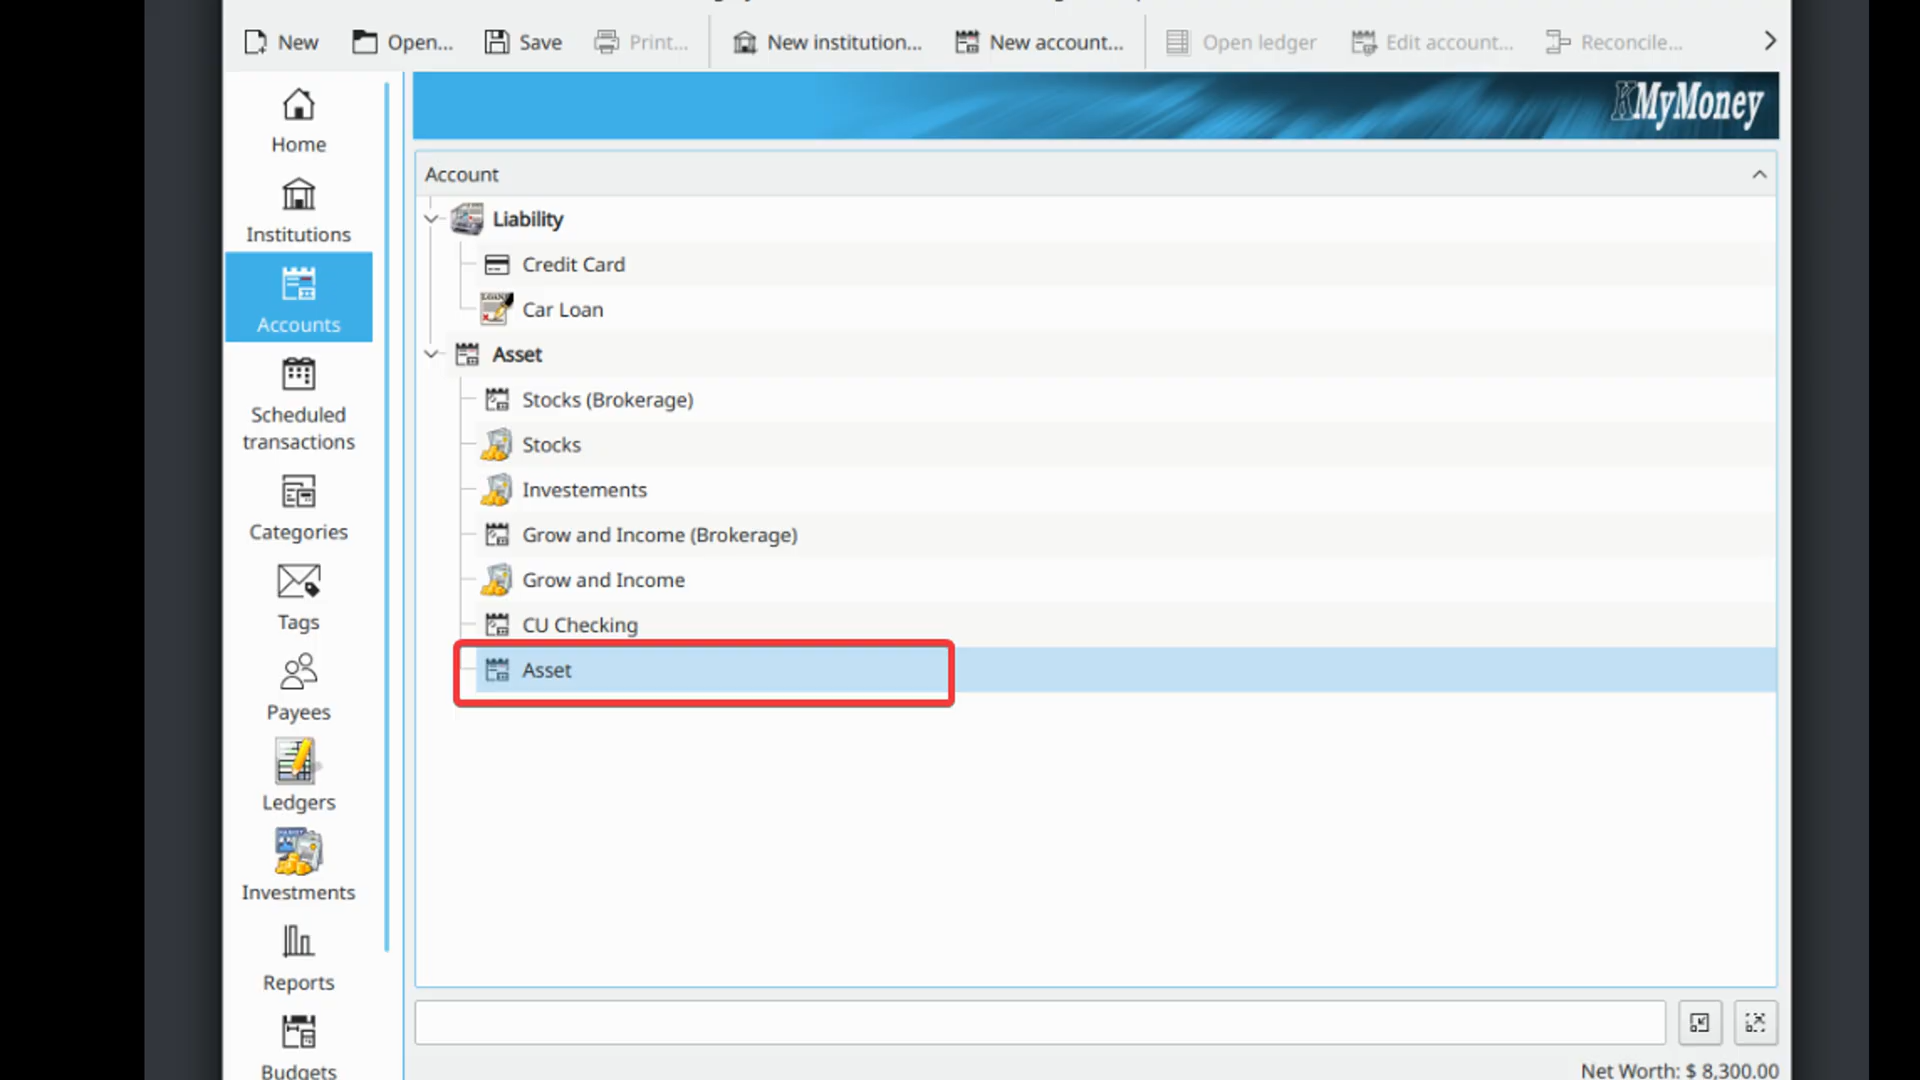 New Open... Save Print... New institution... New account... Open ledger Edit account... Reconcile...
KMyMoney
Home
Institutions
Accounts
Scheduled
transactions
Categories
Tags
Payees
Ledgers
Investments
Reports
Budgets
Account
Liability
Credit Card
Car Loan
Asset
Stocks (Brokerage)
Stocks
Investements
Grow and Income (Brokerage)
Grow and Income
CU Checking
Asset
Net Worth: $ 8,300.00